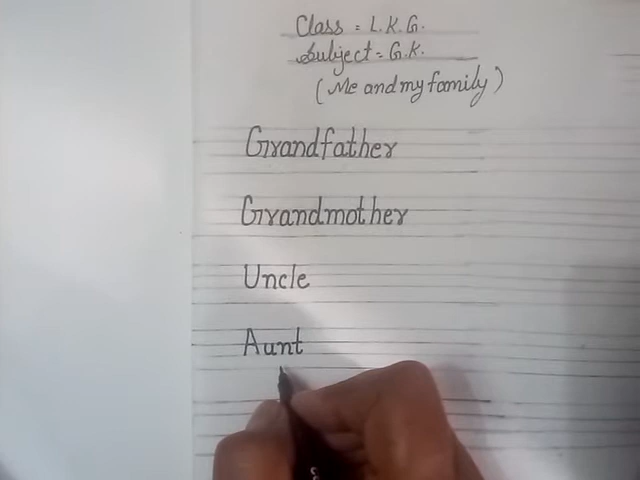 Class = L.K.G.
Subject = G.K.
(Me and my family)
Grandfather
Grandmother
Uncle
Aunt